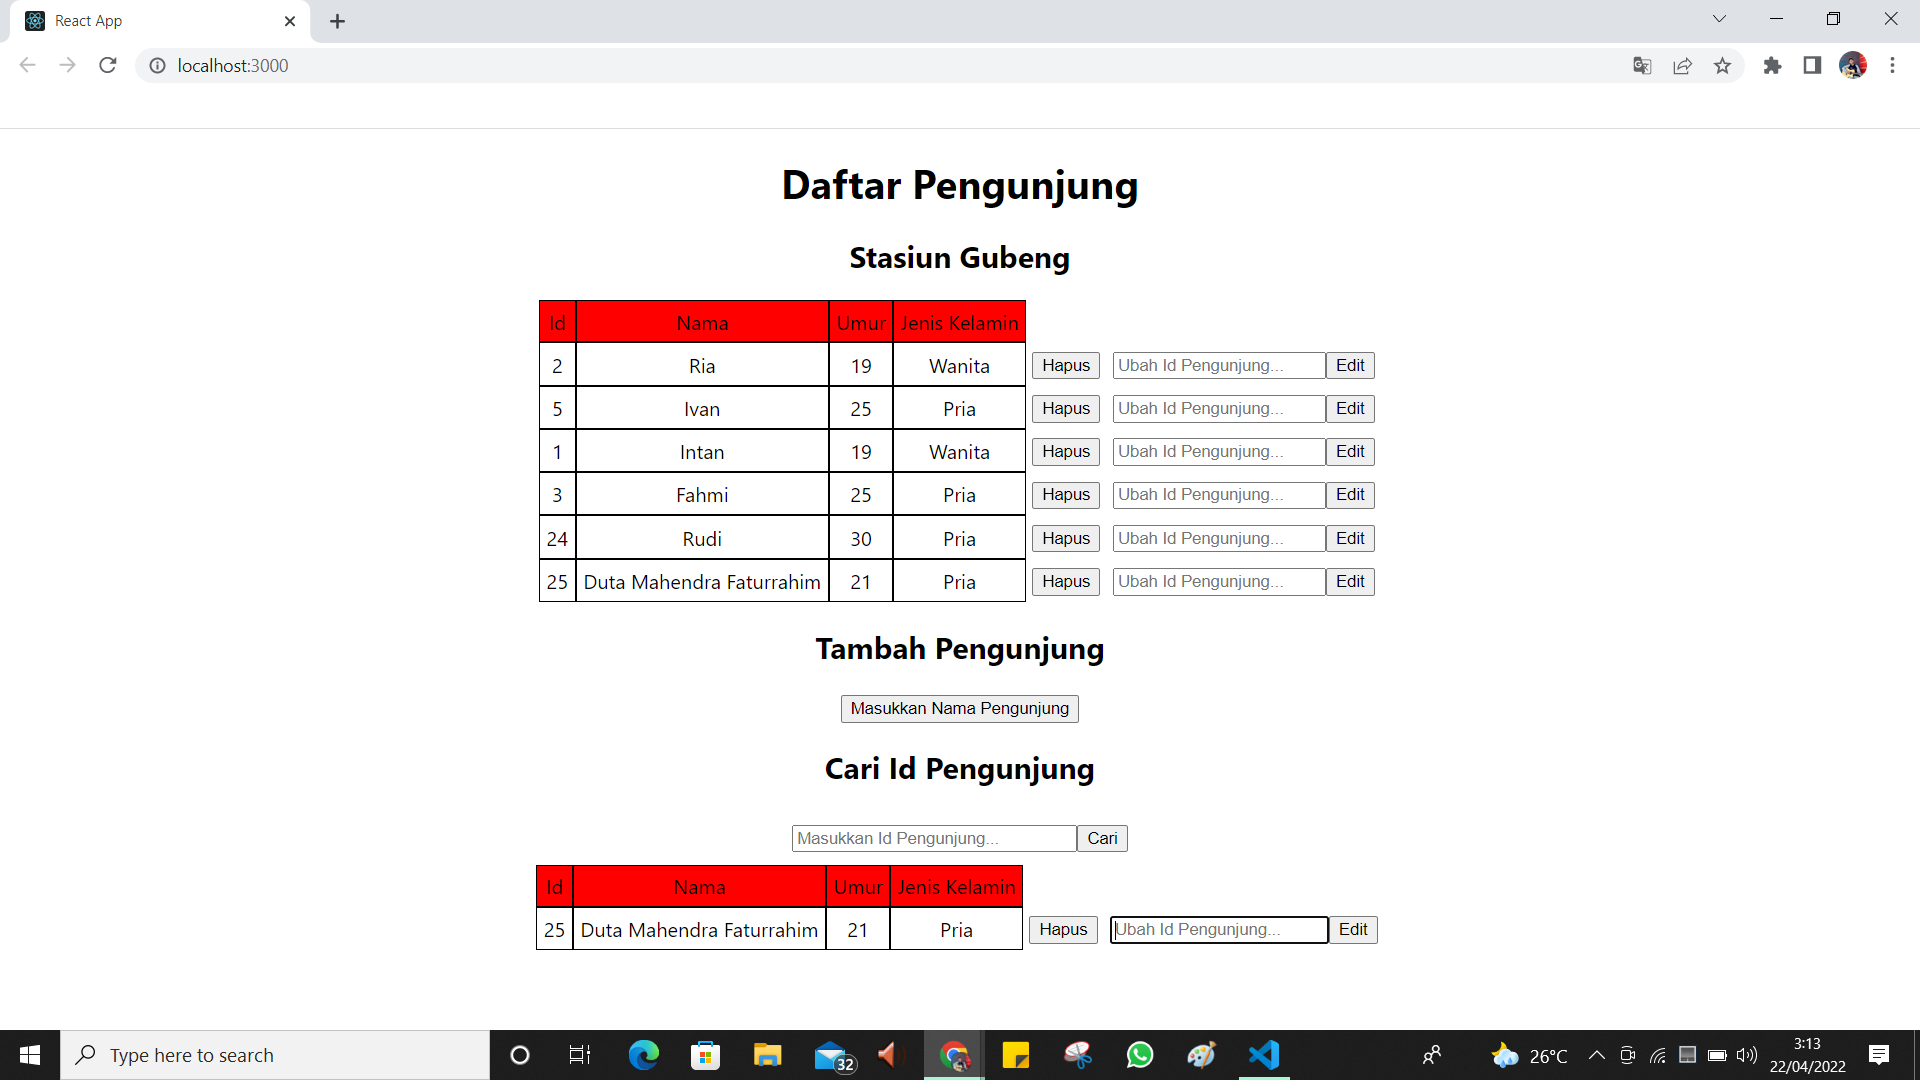 React App
localhost:3000
Daftar Pengunjung
Stasiun Gubeng
Id Nama Umur Jenis Kelamin
2 Ria 19 Wanita Hapus Ubah Id Pengunjung... Edit
5 Ivan 25 Pria Hapus Ubah Id Pengunjung... Edit
1 Intan 19 Wanita Hapus Ubah Id Pengunjung... Edit
3 Fahmi 25 Pria Hapus Ubah Id Pengunjung... Edit
24 Rudi 30 Pria Hapus Ubah Id Pengunjung... Edit
25 Duta Mahendra Faturrahim 21 Pria Hapus Ubah Id Pengunjung... Edit
Tambah Pengunjung
Masukkan Nama Pengunjung
Cari Id Pengunjung
Masukkan Id Pengunjung... Cari
Id Nama Umur Jenis Kelamin
25 Duta Mahendra Faturrahim 21 Pria Hapus Ubah Id Pengunjung... Edit
Type here to search
32
26°C
3:13
22/04/2022